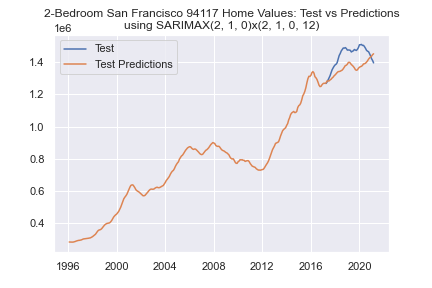 2-Bedroom San Francisco 94117 Home Values: Test vs Predictions
using SARIMAX(2, 1, 0)x(2, 1, 0, 12)
1e6
Test
Test Predictions
1.4
1.2
1.0
0.8
0.6
0.4
1996 2000 2004 2008 2012 2016 2020